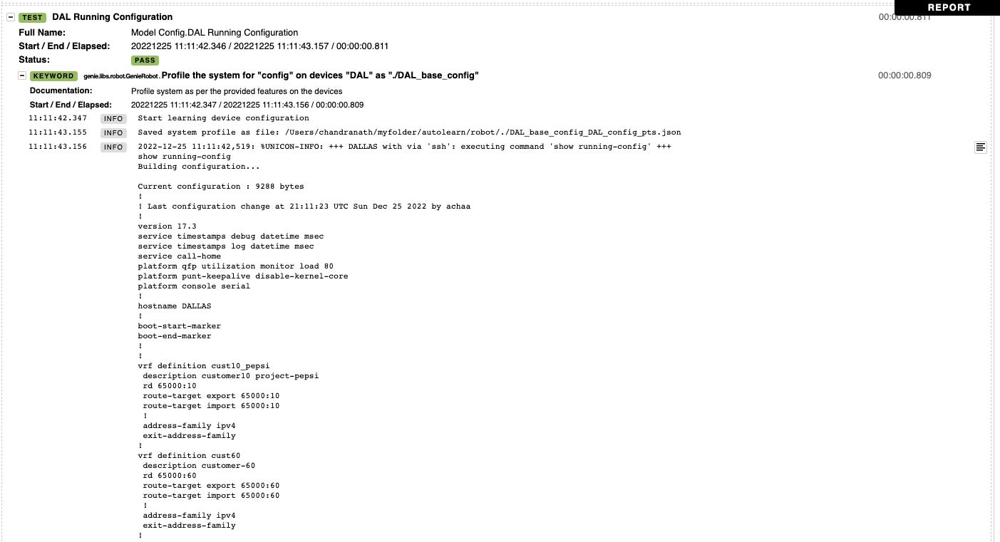 REPORT
TEST DAL Running Configuration 00:00:00.811
Full Name: Model Config.DAL Running Configuration
Start / End / Elapsed: 20221225 11:11:42.346 / 20221225 11:11:43.157 / 00:00:00.811
Status: PASS
KEYWORD genie.libs.robot.GenieRobot. Profile the system for "config" on devices "DAL" as "./DAL_base_config" 00:00:00.809
Documentation: Profile system as per the provided features on the devices
Start / End / Elapsed: 20221225 11:11:42.347 / 20221225 11:11:43.156 / 00:00:00.809
11:11:42.347 INFO Start learning device configuration
11:11:43.155 INFO Saved system profile as file: /Users/chandranath/myfolder/autolearn/robot/./DAL_base_config_DAL_config_pts.json
11:11:43.156 INFO 2022-12-25 11:11:42,519: %UNICON-INFO: +++ DALLAS with via 'ssh': executing command 'show running-config' +++
show running-config
Building configuration...
Current configuration : 9288 bytes
!
! Last configuration change at 21:11:23 UTC Sun Dec 25 2022 by achaa
!
version 17.3
service timestamps debug datetime msec
service timestamps log datetime msec
service call-home
platform qfp utilization monitor load 80
platform punt-keepalive disable-kernel-core
platform console serial
!
hostname DALLAS
!
boot-start-marker
boot-end-marker
!
!
vrf definition cust10_pepsi
description customer10 project-pepsi
rd 65000:10
route-target export 65000:10
route-target import 65000:10
!
address-family ipv4
exit-address-family
!
vrf definition cust60
description customer-60
rd 65000:60
route-target export 65000:60
route-target import 65000:60
!
address-family ipv4
exit-address-family
!